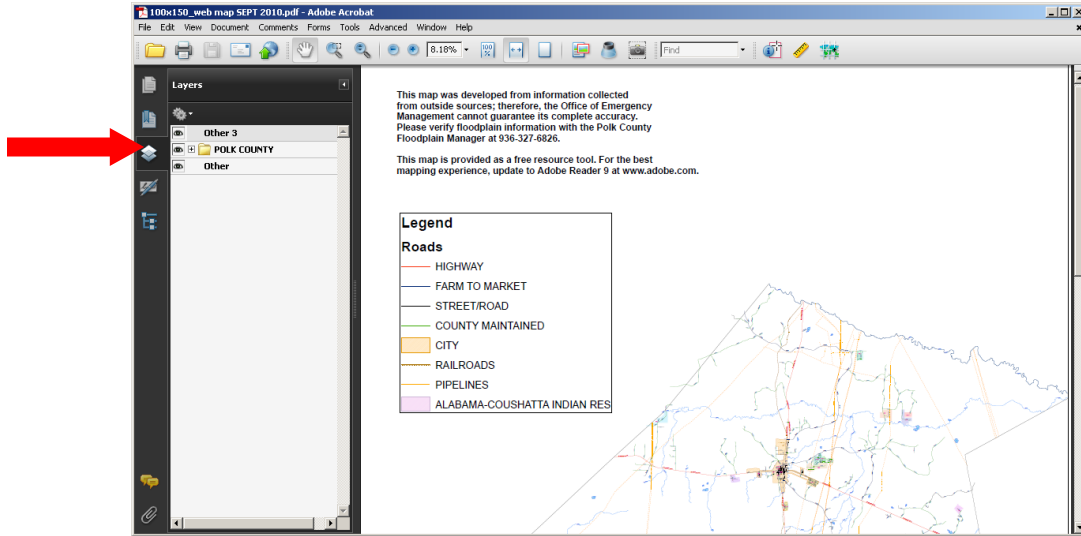 100x150_web map SEPT 2010.pdf - Adobe Acrobat
File Edit View Document Comments Forms Tools Advanced Window Help
8.18%
Find
Layers
Other 3
POLK COUNTY
Other
This map was developed from information collected
from outside sources; therefore, the Office of Emergency
Management cannot guarantee its complete accuracy.
Please verify floodplain information with the Polk County
Floodplain Manager at 936-327-6826.
This map is provided as a free resource tool. For the best
mapping experience, update to Adobe Reader 9 at www.adobe.com.
Legend
Roads
HIGHWAY
FARM TO MARKET
STREET/ROAD
COUNTY MAINTAINED
CITY
RAILROADS
PIPELINES
ALABAMA-COUSHATTA INDIAN RES